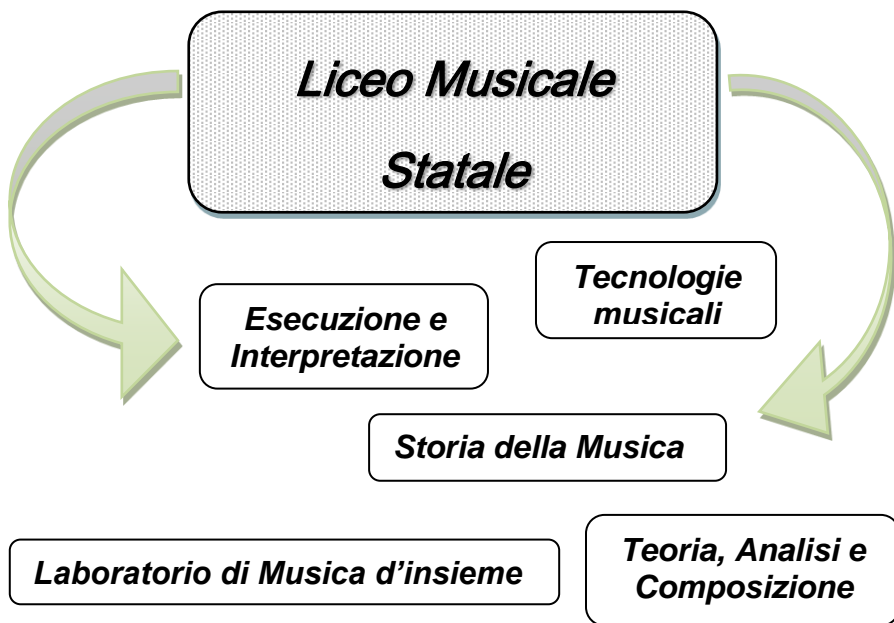 Liceo Musicale
Statale
Tecnologie
musicali
Esecuzione e
Interpretazione
Storia della Musica
Laboratorio di Musica d’insieme
Teoria, Analisi e
Composizione